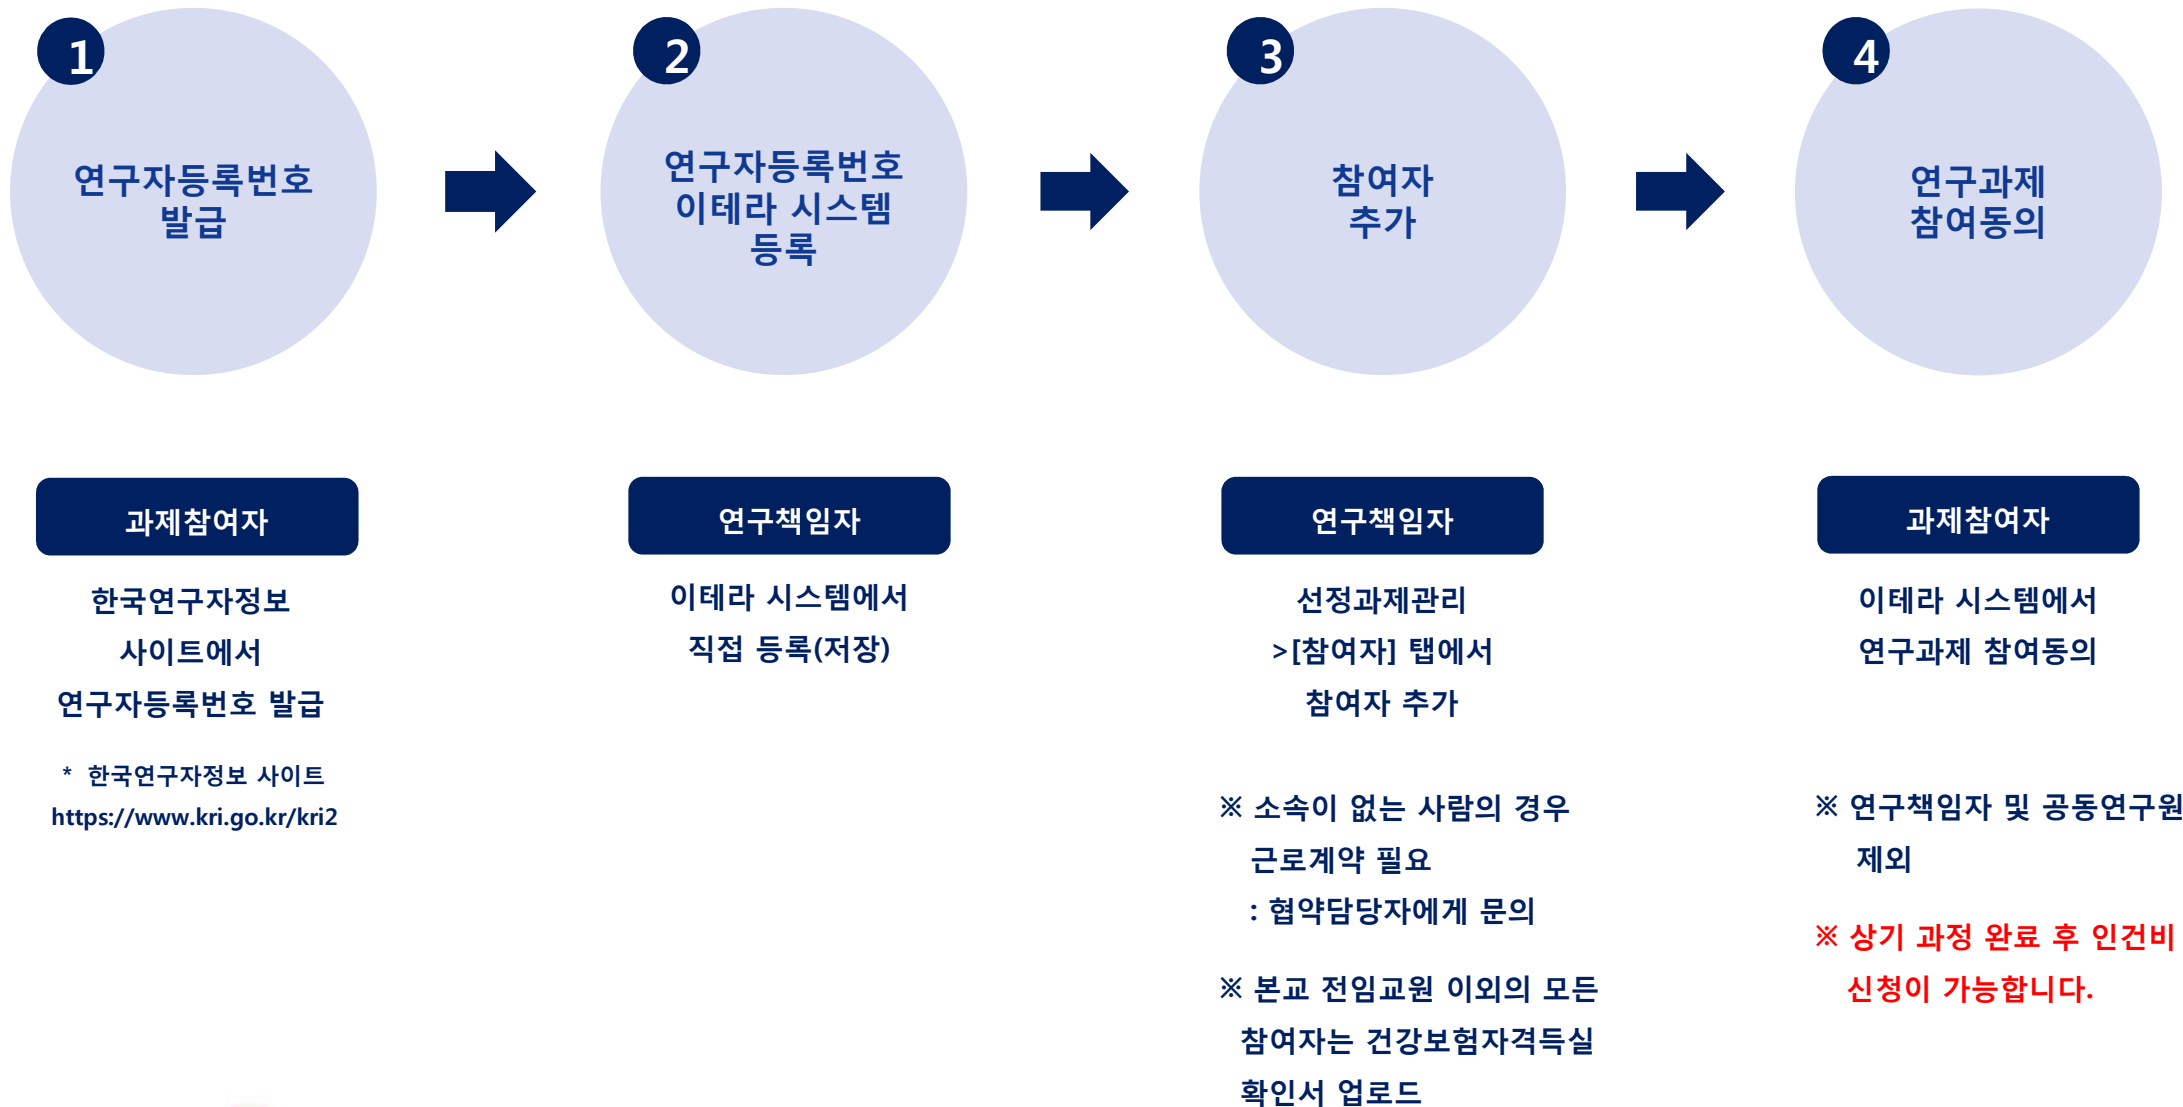 1
연구자등록번호
발급
2
연구자등록번호
이테라 시스템
등록
3
참여자
추가
4
연구과제
참여동의
과제참여자
한국연구자정보
사이트에서
연구자등록번호 발급
* 한국연구자정보 사이트
https://www.kri.go.kr/kri2
연구책임자
이테라 시스템에서
직접 등록(저장)
연구책임자
선정과제관리
>[참여자] 탭에서
참여자 추가
※ 소속이 없는 사람의 경우
근로계약 필요
: 협약담당자에게 문의
※ 본교 전임교원 이외의 모든
참여자는 건강보험자격득실
확인서 업로드
과제참여자
이테라 시스템에서
연구과제 참여동의
※ 연구책임자 및 공동연구원
제외
※ 상기 과정 완료 후 인건비
신청이 가능합니다.